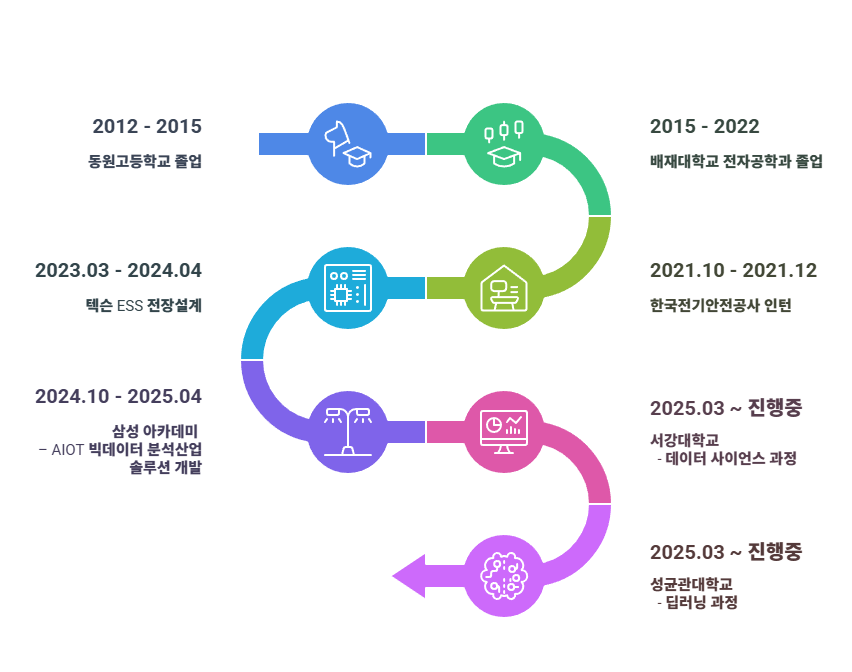 2012 - 2015
동원고등학교 졸업
2015 - 2022
배재대학교 전자공학과 졸업
2021.10 - 2021.12
한국전기안전공사 인턴
2023.03 - 2024.04
텍슨 ESS 전장설계
2024.10 - 2025.04
삼성 아카데미
– AIOT 빅데이터 분석산업
솔루션 개발
2025.03 ~ 진행중
서강대학교
- 데이터 사이언스 과정
2025.03 ~ 진행중
성균관대학교
- 딥러닝 과정